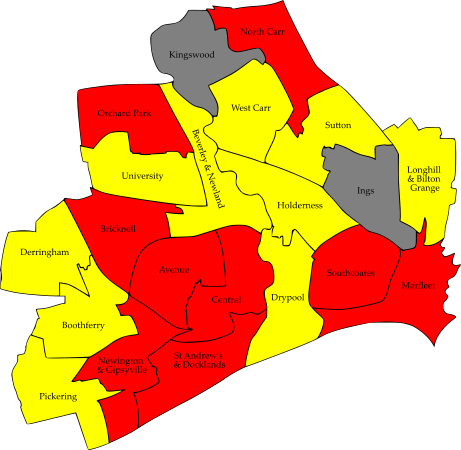 North Carr
Kingswood
West Carr
Orchard Park
Sutton
Beverley & Newland
University
Longhill
& Bilton
Grange
Ings
Holderness
Bricknell
Derringham
Avenue
Southcoates
Marfleet
Central
Drypool
Boothferry
St Andrew's
& Docklands
Newington
& Gipsyville
Pickering